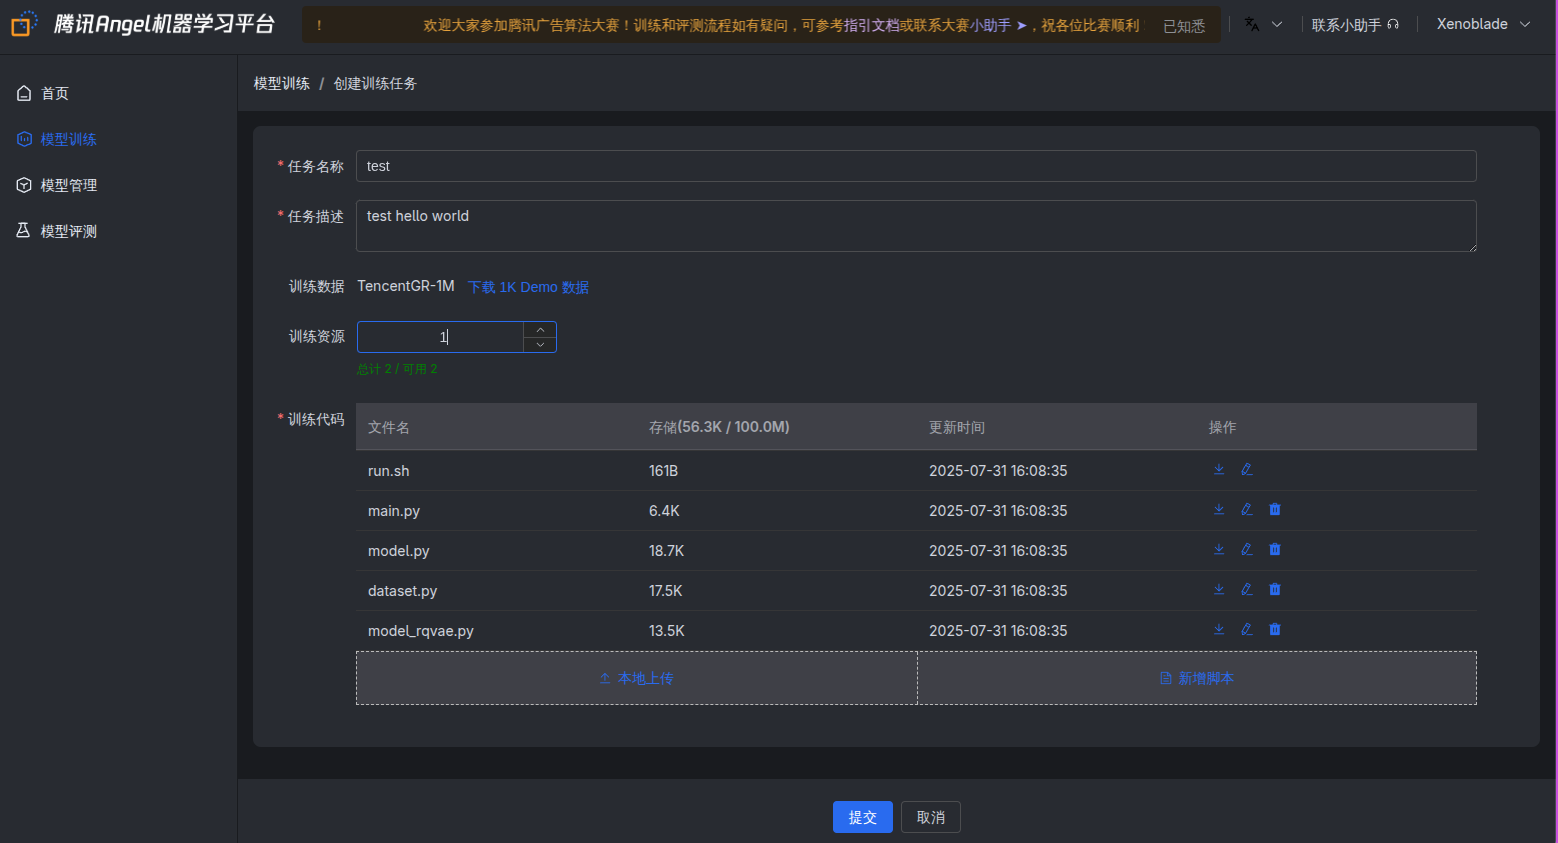 腾讯Angel机器学习平台
！ 欢迎大家参加腾讯广告算法大赛！训练和评测流程如有疑问，可参考指引文档或联系大赛小助手 ➤，祝各位比赛顺利 已知悉
联系小助手
Xenoblade
首页
模型训练
模型管理
模型评测
模型训练 / 创建训练任务
* 任务名称 test
* 任务描述 test hello world
训练数据 TencentGR-1M 下载 1K Demo 数据
训练资源 1
总计 2 / 可用 2
* 训练代码
文件名 存储(56.3K / 100.0M) 更新时间 操作
run.sh 161B 2025-07-31 16:08:35
main.py 6.4K 2025-07-31 16:08:35
model.py 18.7K 2025-07-31 16:08:35
dataset.py 17.5K 2025-07-31 16:08:35
model_rqvae.py 13.5K 2025-07-31 16:08:35
本地上传 新增脚本
提交 取消